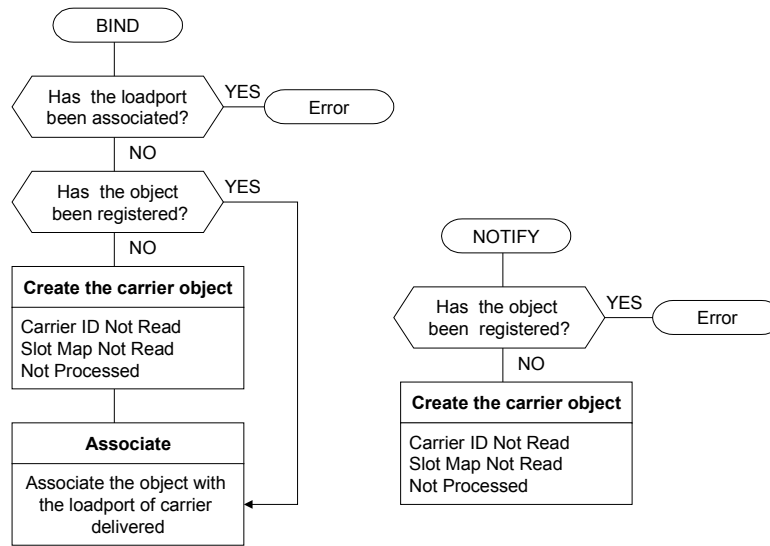 BIND
Has the loadport
been associated?
YES
Error
NO
Has the object
been registered?
YES
NO
Create the carrier object
Carrier ID Not Read
Slot Map Not Read
Not Processed
Associate
Associate the object with
the loadport of carrier
delivered
NOTIFY
Has the object
been registered?
YES
Error
NO
Create the carrier object
Carrier ID Not Read
Slot Map Not Read
Not Processed